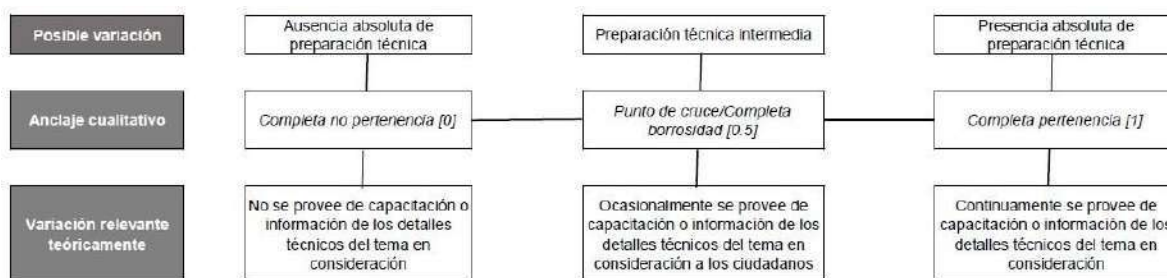 Posible variación
Ausencia absoluta de
preparación técnica
Preparación técnica intermedia
Presencia absoluta de
preparación técnica
Anclaje cualitativo
Completa no pertenencia [0]
Punto de cruce/Completa
borrosidad [0.5]
Completa pertenencia [1]
Variación relevante
teóricamente
No se provee de capacitación o
información de los detalles
técnicos del tema en
consideración
Ocasionalmente se provee de
capacitación o información de los
detalles técnicos del tema en
consideración a los ciudadanos
Continuamente se provee de
capacitación o información de los
detalles técnicos del tema en
consideración